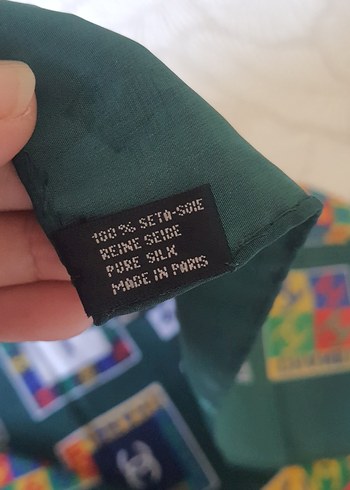 100% SETA-SOIE
REINE SEIDE
PURE SILK
MADE IN PARIS